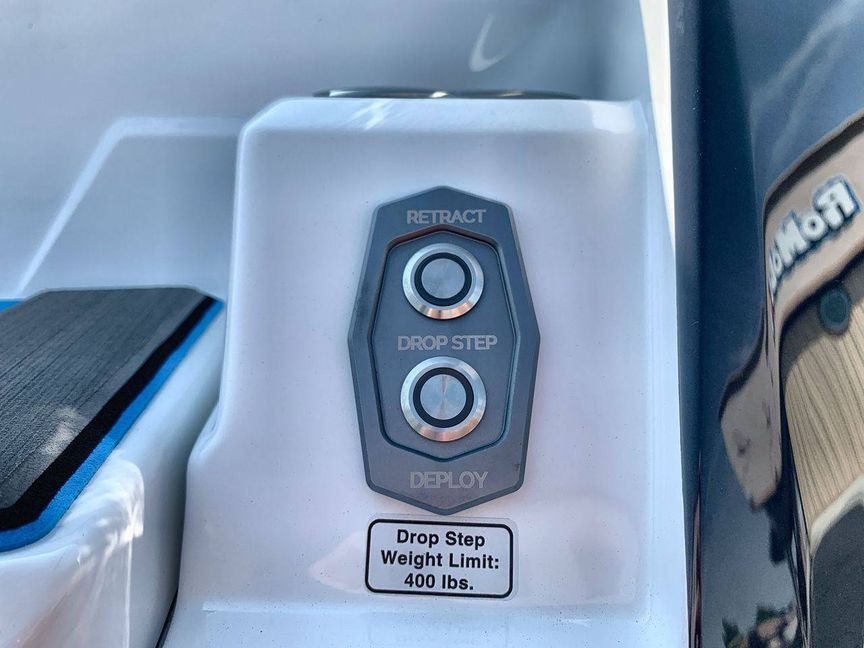 RETRACT
DROP STEP
DEPLOY
Drop Step
Weight Limit:
400 lbs.